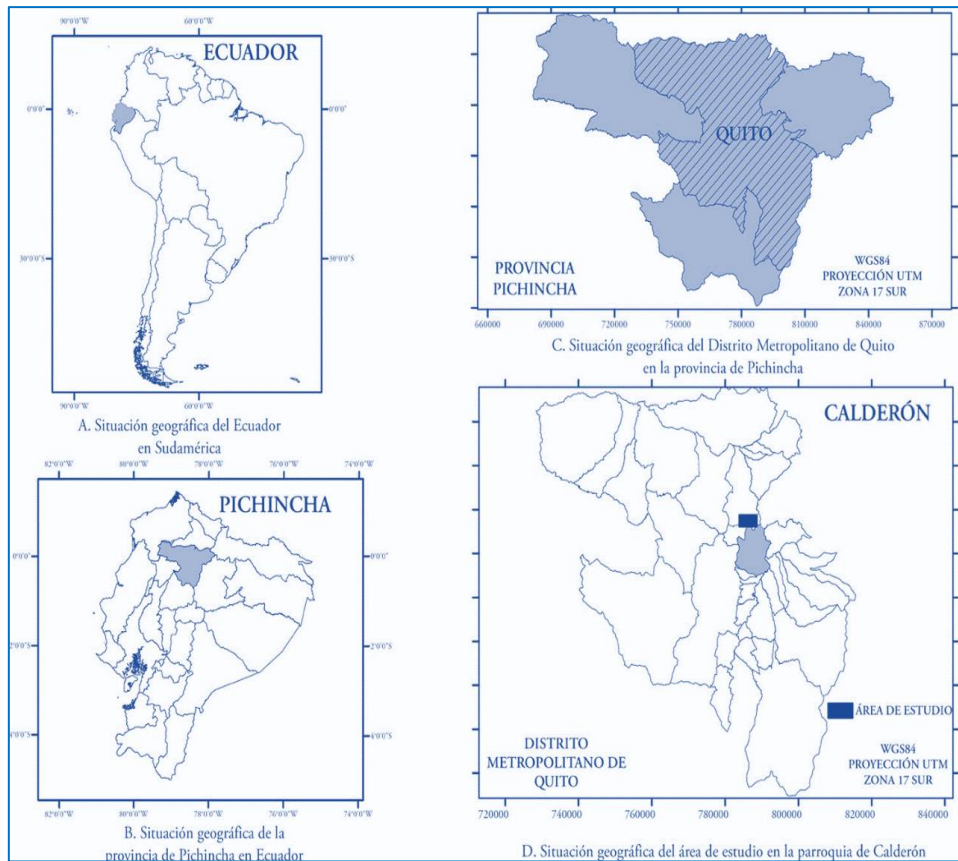 90°0'0"W 60°0'0"W
ECUADOR
0°0'0" 0°0'0"
30°0'0"S 30°0'0"S
90°0'0"W 60°0'0"W
A. Situación geográfica del Ecuador
en Sudamérica
82°0'0"W 80°0'0"W 78°0'0"W 76°0'0"W 74°0'0"W
PICHINCHA
0°0'0" 0°0'0"
2°0'0"S 2°0'0"S
4°0'0"S 4°0'0"S
82°0'0"W 80°0'0"W 78°0'0"W 76°0'0"W 74°0'0"W
B. Situación geográfica de la
provincia de Pichincha en Ecuador
QUITO
PROVINCIA
PICHINCHA
WGS84
PROYECCIÓN UTM
ZONA 17 SUR
660000 690000 720000 750000 780000 810000 840000 870000
C. Situación geográfica del Distrito Metropolitano de Quito
en la provincia de Pichincha
CALDERÓN
ÁREA DE ESTUDIO
DISTRITO
METROPOLITANO DE
QUITO
WGS84
PROYECCIÓN UTM
ZONA 17 SUR
720000 740000 760000 780000 800000 820000 840000
D. Situación geográfica del área de estudio en la parroquia de Calderón